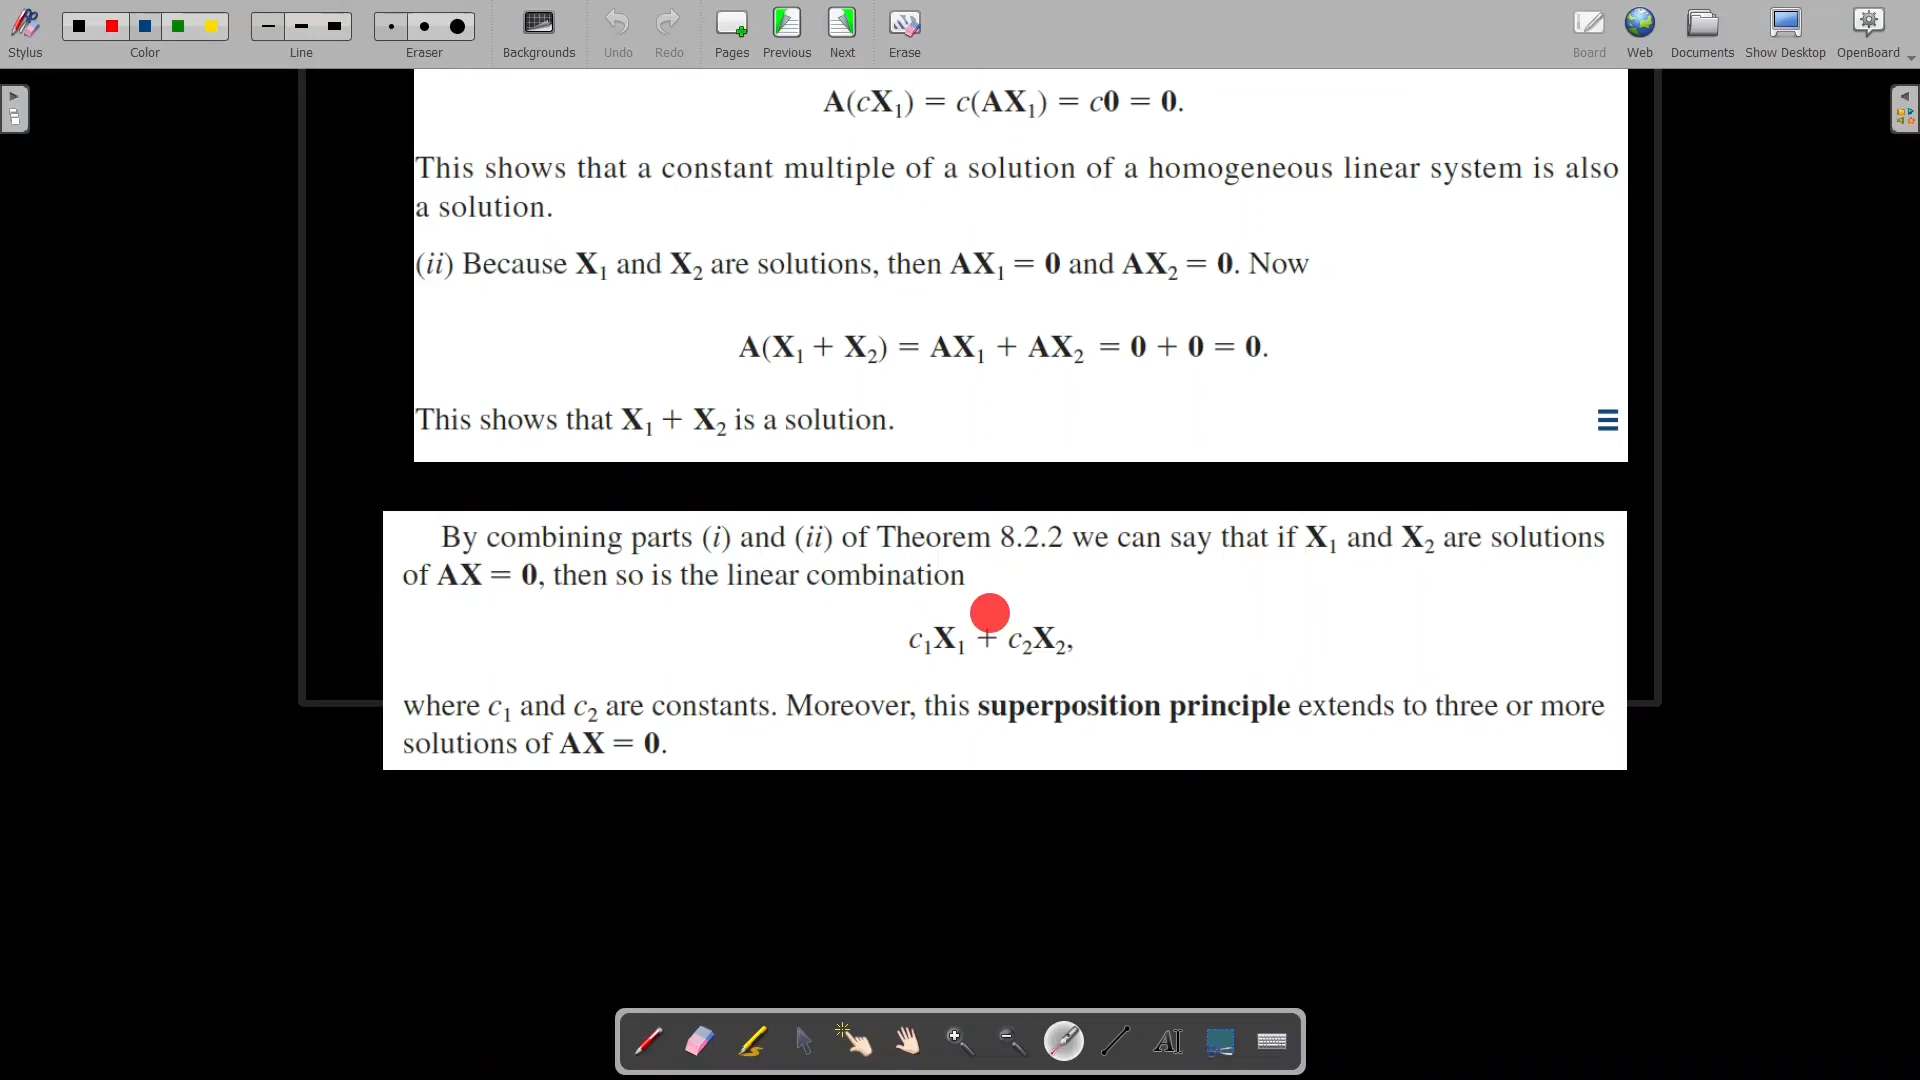 Stylus
Color
Line
Eraser
Backgrounds
Undo
Redo
Pages
Previous
Next
Erase
Board
Web
Documents
Show Desktop
OpenBoard
A(cX₁) = c(AX₁) = c0 = 0.
This shows that a constant multiple of a solution of a homogeneous linear system is also
a solution.
(ii) Because X₁ and X₂ are solutions, then AX₁ = 0 and AX₂ = 0. Now
A(X₁ + X₂) = AX₁ + AX₂ = 0 + 0 = 0.
This shows that X₁ + X₂ is a solution.
By combining parts (i) and (ii) of Theorem 8.2.2 we can say that if X₁ and X₂ are solutions
of AX = 0, then so is the linear combination
c₁X₁ + c₂X₂,
where c₁ and c₂ are constants. Moreover, this superposition principle extends to three or more
solutions of AX = 0.
AI